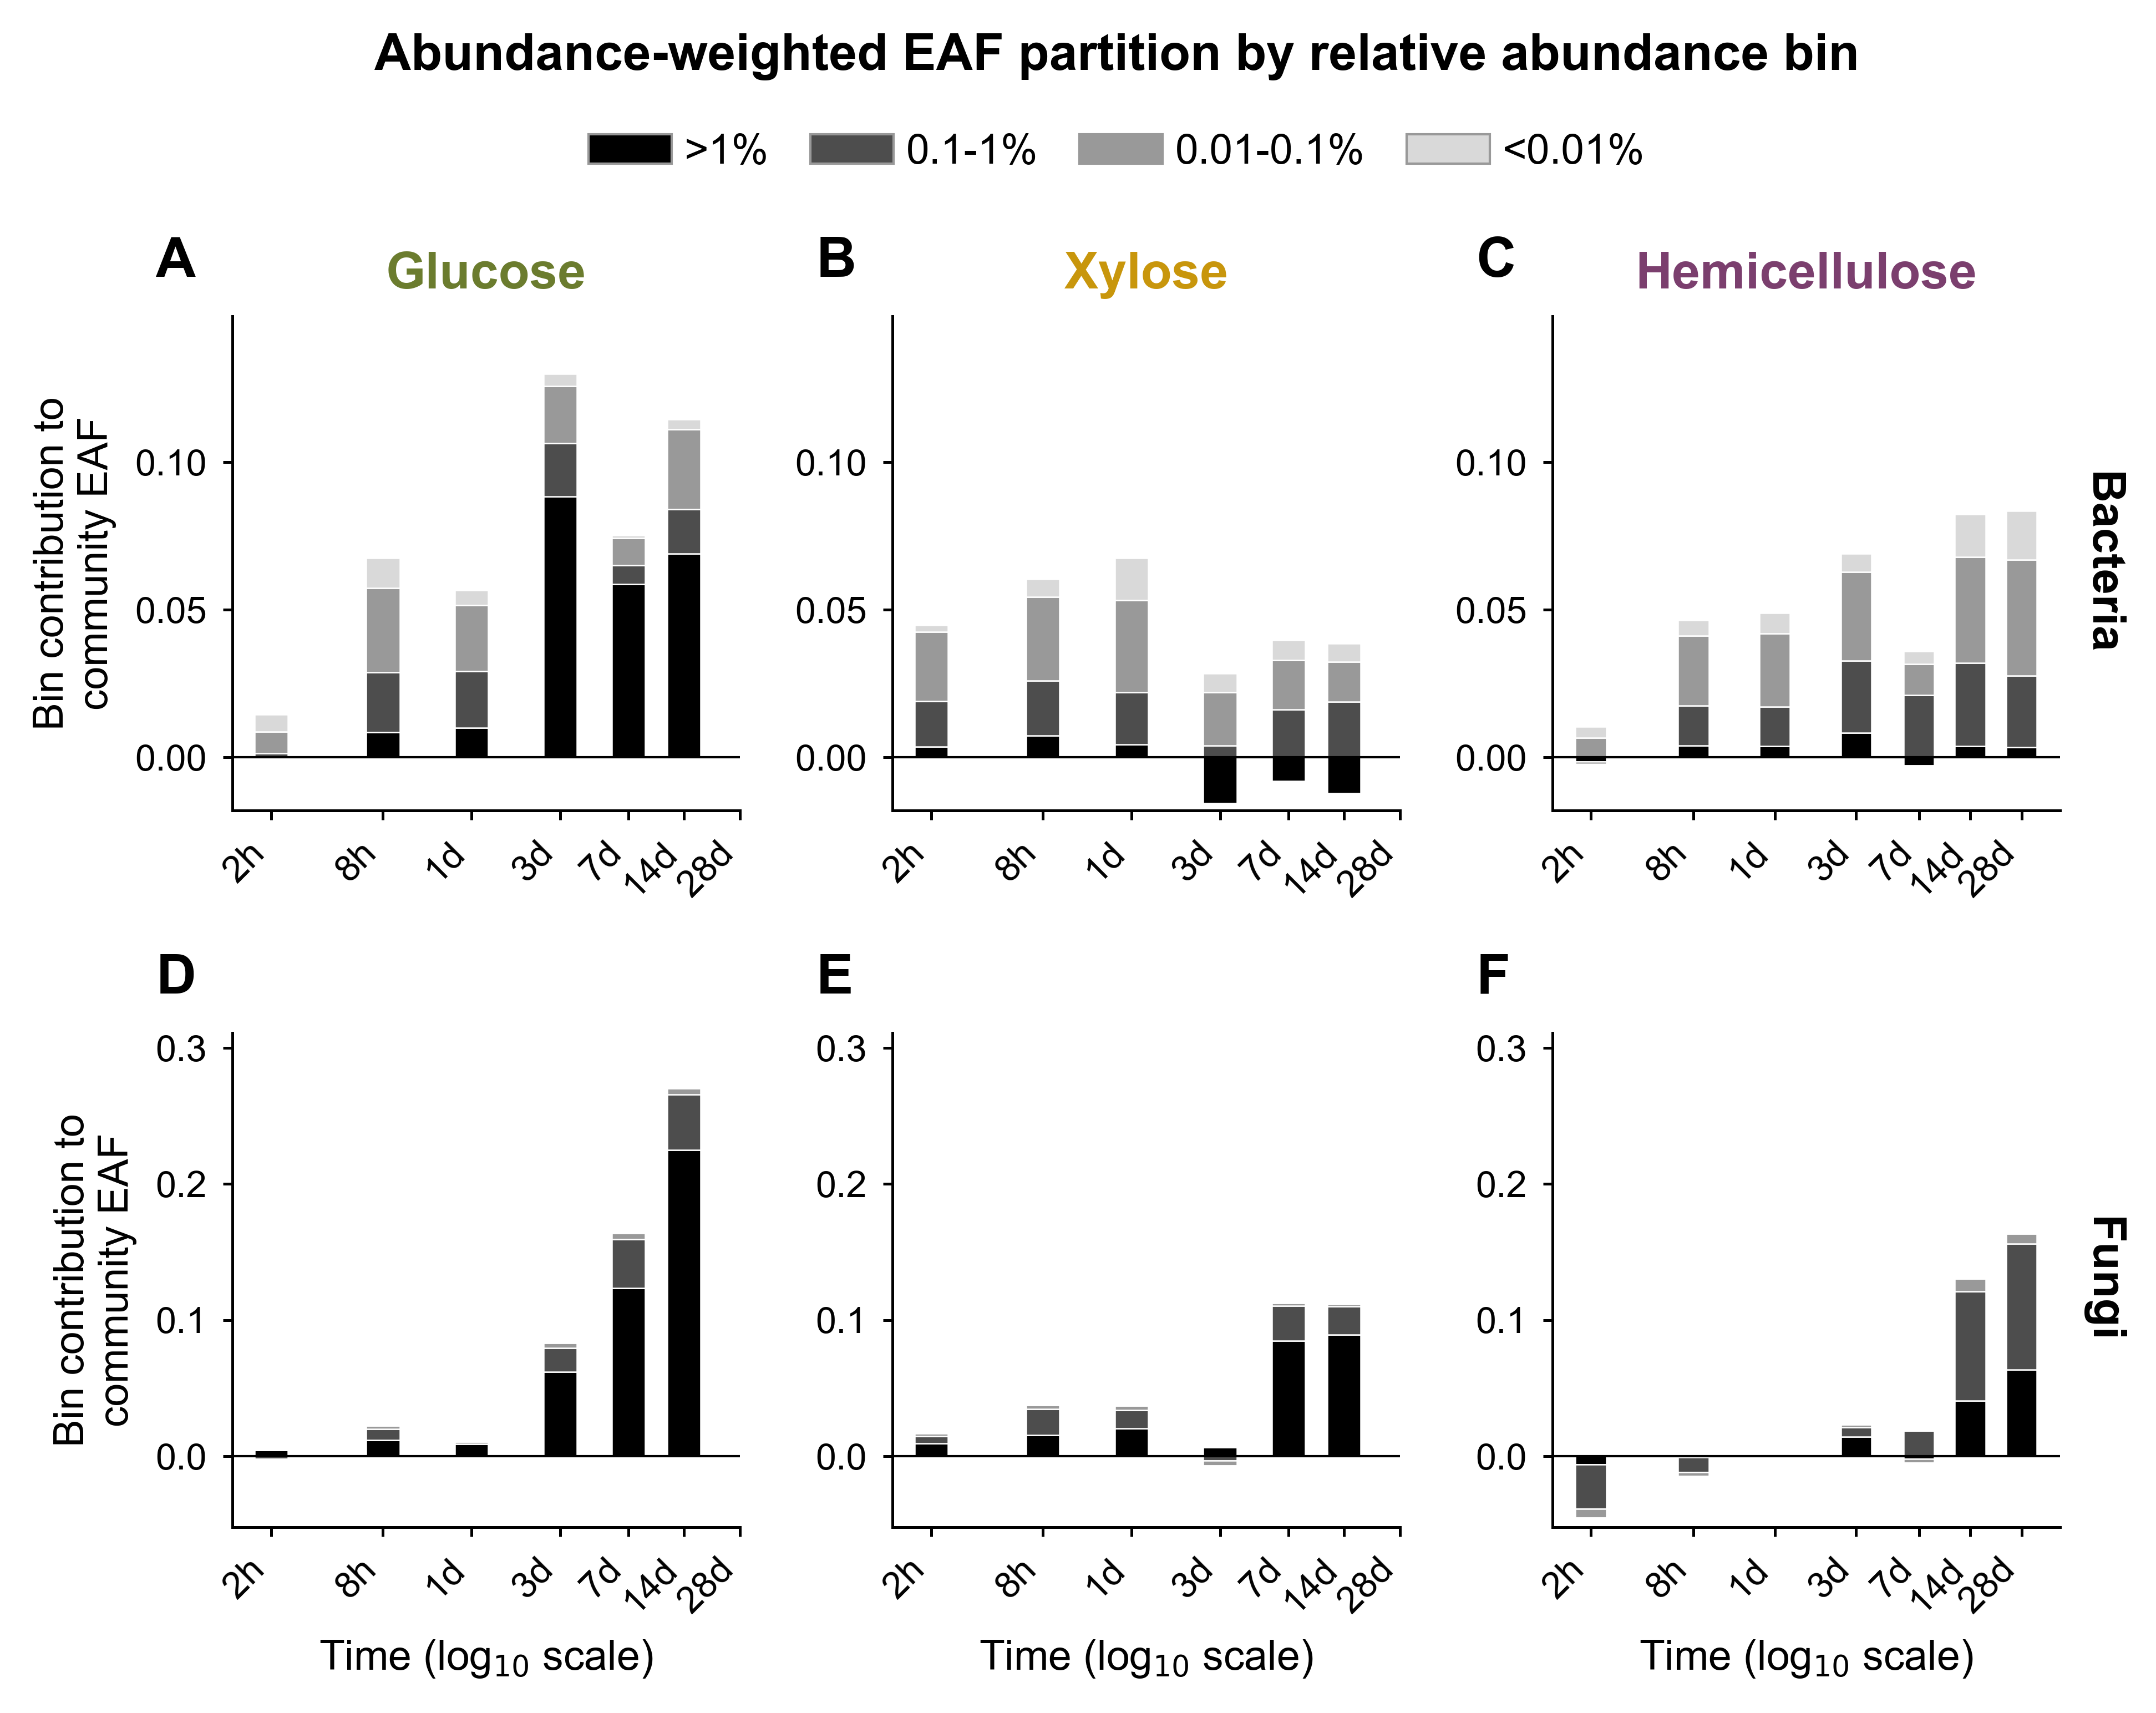 Abundance-weighted EAF partition by relative abundance bin
>1% 0.1-1% 0.01-0.1% <0.01%
A Glucose
B Xylose
C Hemicellulose
Bin contribution to
community EAF
0.10
0.05
0.00
2h 8h 1d 3d 7d 14d 28d
0.10
0.05
0.00
2h 8h 1d 3d 7d 14d 28d
0.10
0.05
0.00
2h 8h 1d 3d 7d 14d 28d
Bacteria
D
E
F
Bin contribution to
community EAF
0.3
0.2
0.1
0.0
2h 8h 1d 3d 7d 14d 28d
Time (log₁₀ scale)
0.3
0.2
0.1
0.0
2h 8h 1d 3d 7d 14d 28d
Time (log₁₀ scale)
0.3
0.2
0.1
0.0
2h 8h 1d 3d 7d 14d 28d
Time (log₁₀ scale)
Fungi